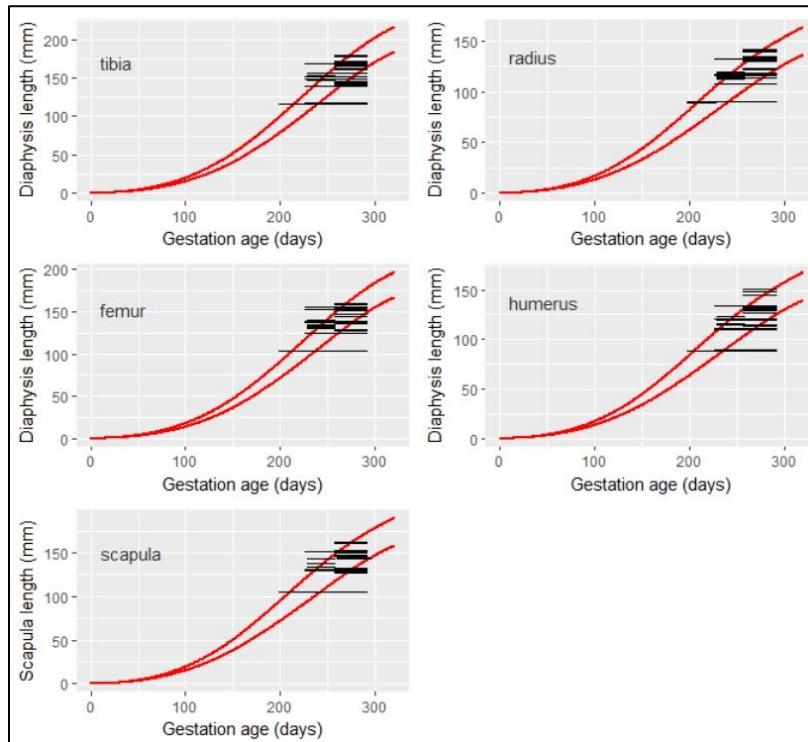 Diaphysis length (mm)
200
150
100
50
0
tibia
0 100 200 300
Gestation age (days)
Diaphysis length (mm)
150
100
50
0
radius
0 100 200 300
Gestation age (days)
Diaphysis length (mm)
200
150
100
50
0
femur
0 100 200 300
Gestation age (days)
Diaphysis length (mm)
150
100
50
0
humerus
0 100 200 300
Gestation age (days)
Scapula length (mm)
150
100
50
0
scapula
0 100 200 300
Gestation age (days)